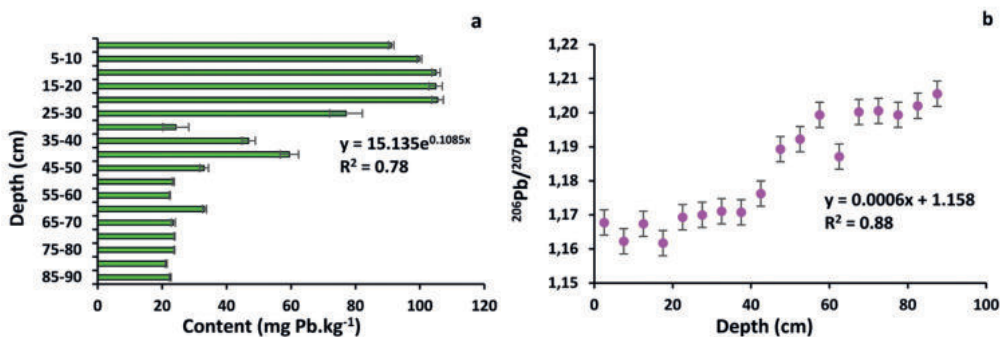 a
Depth (cm)
5-10
15-20
25-30
35-40
45-50
55-60
65-70
75-80
85-90
y = 15.135e^0.1085x
R² = 0.78
0 20 40 60 80 100 120
Content (mg Pb.kg⁻¹)
b
²⁰⁶Pb/²⁰⁷Pb
1,22
1,21
1,20
1,19
1,18
1,17
1,16
1,15
y = 0.0006x + 1.158
R² = 0.88
0 20 40 60 80 100
Depth (cm)